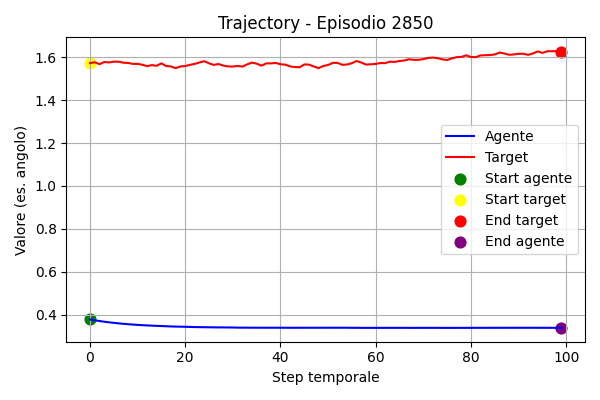 Trajectory - Episodio 2850
Valore (es. angolo)
1.6
1.4
1.2
1.0
0.8
0.6
0.4
Agente
Target
Start agente
Start target
End target
End agente
0 20 40 60 80 100
Step temporale